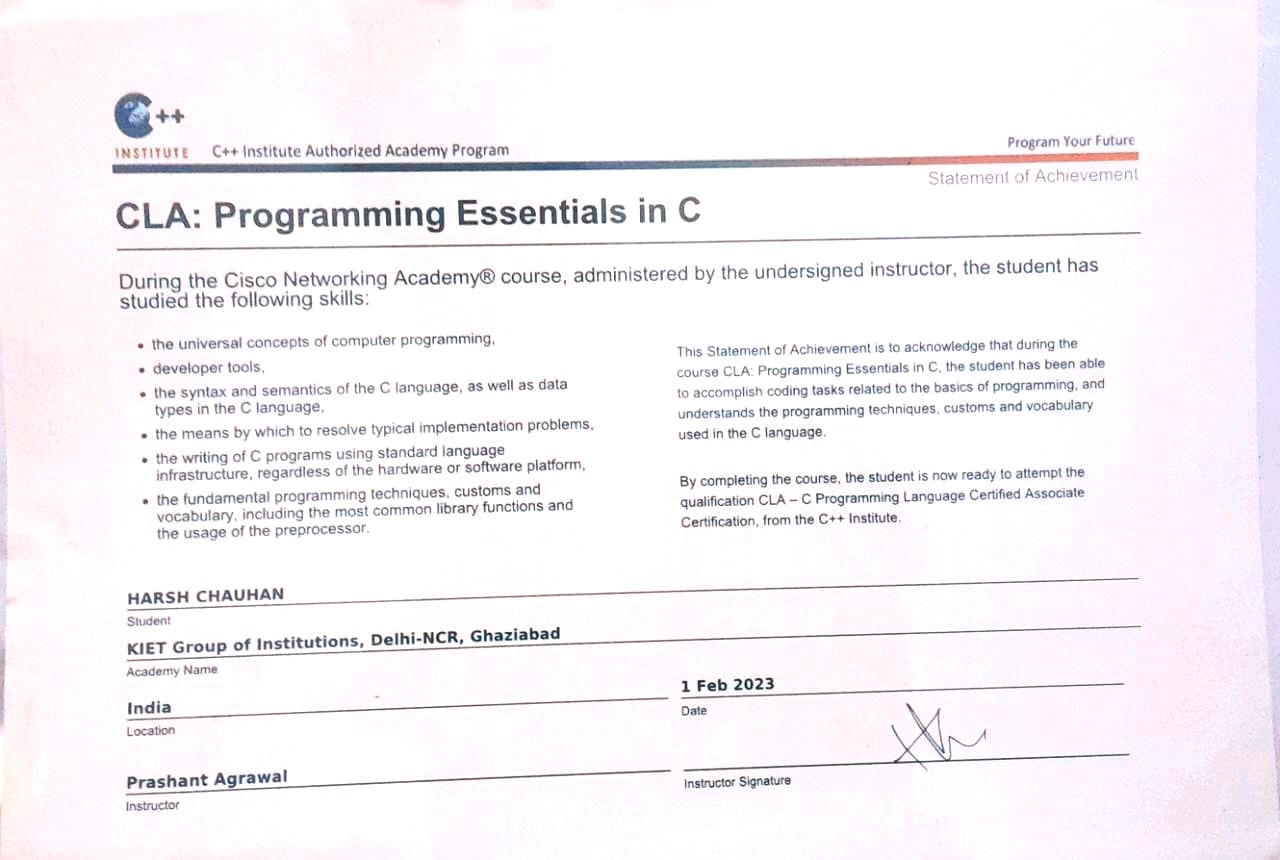 C++
INSTITUTE C++ Institute Authorized Academy Program
Program Your Future
Statement of Achievement
CLA: Programming Essentials in C
During the Cisco Networking Academy® course, administered by the undersigned instructor, the student has
studied the following skills:
• the universal concepts of computer programming,
• developer tools,
• the syntax and semantics of the C language, as well as data
types in the C language,
• the means by which to resolve typical implementation problems,
• the writing of C programs using standard language
infrastructure, regardless of the hardware or software platform,
• the fundamental programming techniques, customs and
vocabulary, including the most common library functions and
the usage of the preprocessor.
This Statement of Achievement is to acknowledge that during the
course CLA: Programming Essentials in C, the student has been able
to accomplish coding tasks related to the basics of programming, and
understands the programming techniques, customs and vocabulary
used in the C language.
By completing the course, the student is now ready to attempt the
qualification CLA – C Programming Language Certified Associate
Certification, from the C++ Institute.
HARSH CHAUHAN
Student
KIET Group of Institutions, Delhi-NCR, Ghaziabad
Academy Name
India
Location
1 Feb 2023
Date
Prashant Agrawal
Instructor
Instructor Signature